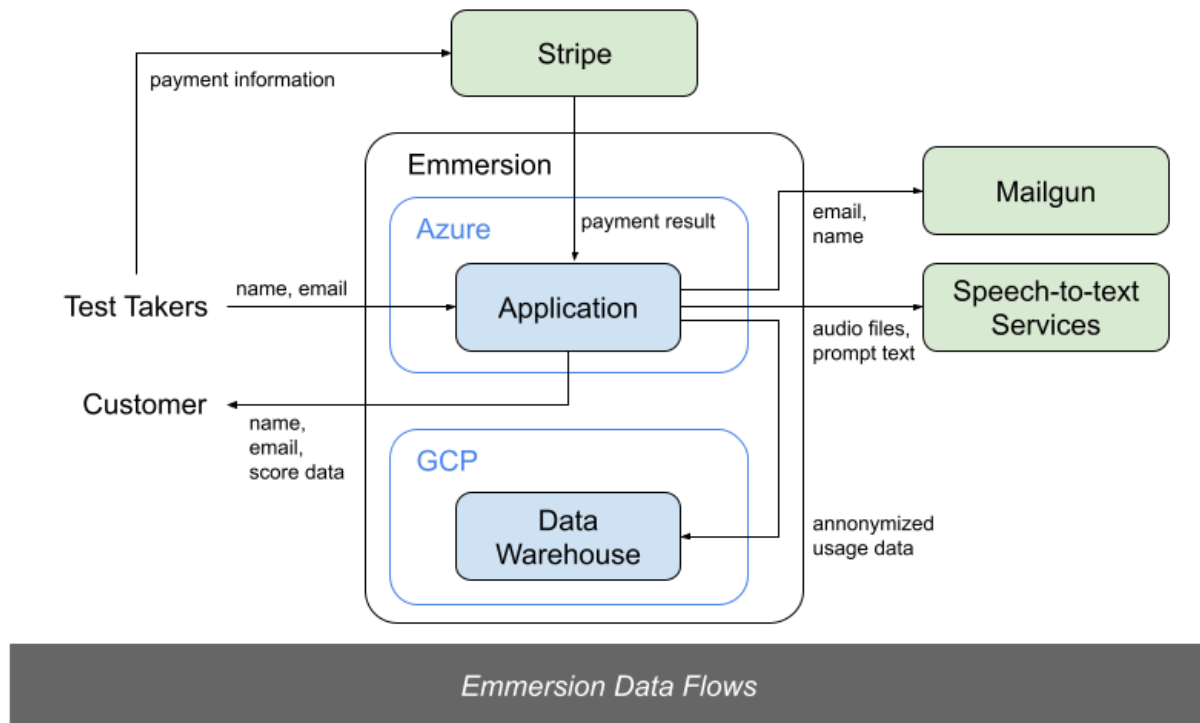 Stripe
payment information
Emmersion
Azure
payment result
Mailgun
email,
name
Test Takers
name, email
Application
Speech-to-text
Services
audio files,
prompt text
Customer
name,
email,
score data
GCP
Data
Warehouse
annonymized
usage data
Emmersion Data Flows